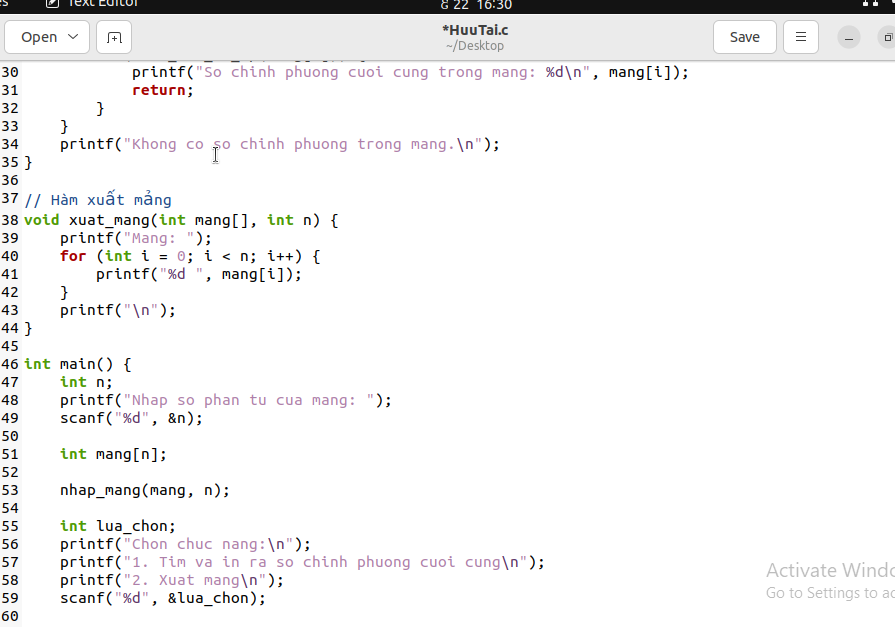 Text Editor
22 16:30
Open
*HuuTai.c
~/Desktop
Save
30 printf("So chinh phuong cuoi cung trong mang: %d\n", mang[i]);
31 return;
32 }
33 }
34 printf("Khong co so chinh phuong trong mang.\n");
35 }
36
37 // Hàm xuất mảng
38 void xuat_mang(int mang[], int n) {
39 printf("Mang: ");
40 for (int i = 0; i < n; i++) {
41 printf("%d ", mang[i]);
42 }
43 printf("\n");
44 }
45
46 int main() {
47 int n;
48 printf("Nhap so phan tu cua mang: ");
49 scanf("%d", &n);
50
51 int mang[n];
52
53 nhap_mang(mang, n);
54
55 int lua_chon;
56 printf("Chon chuc nang:\n");
57 printf("1. Tim va in ra so chinh phuong cuoi cung\n");
58 printf("2. Xuat mang\n");
59 scanf("%d", &lua_chon);
60
Activate Windo
Go to Settings to ac